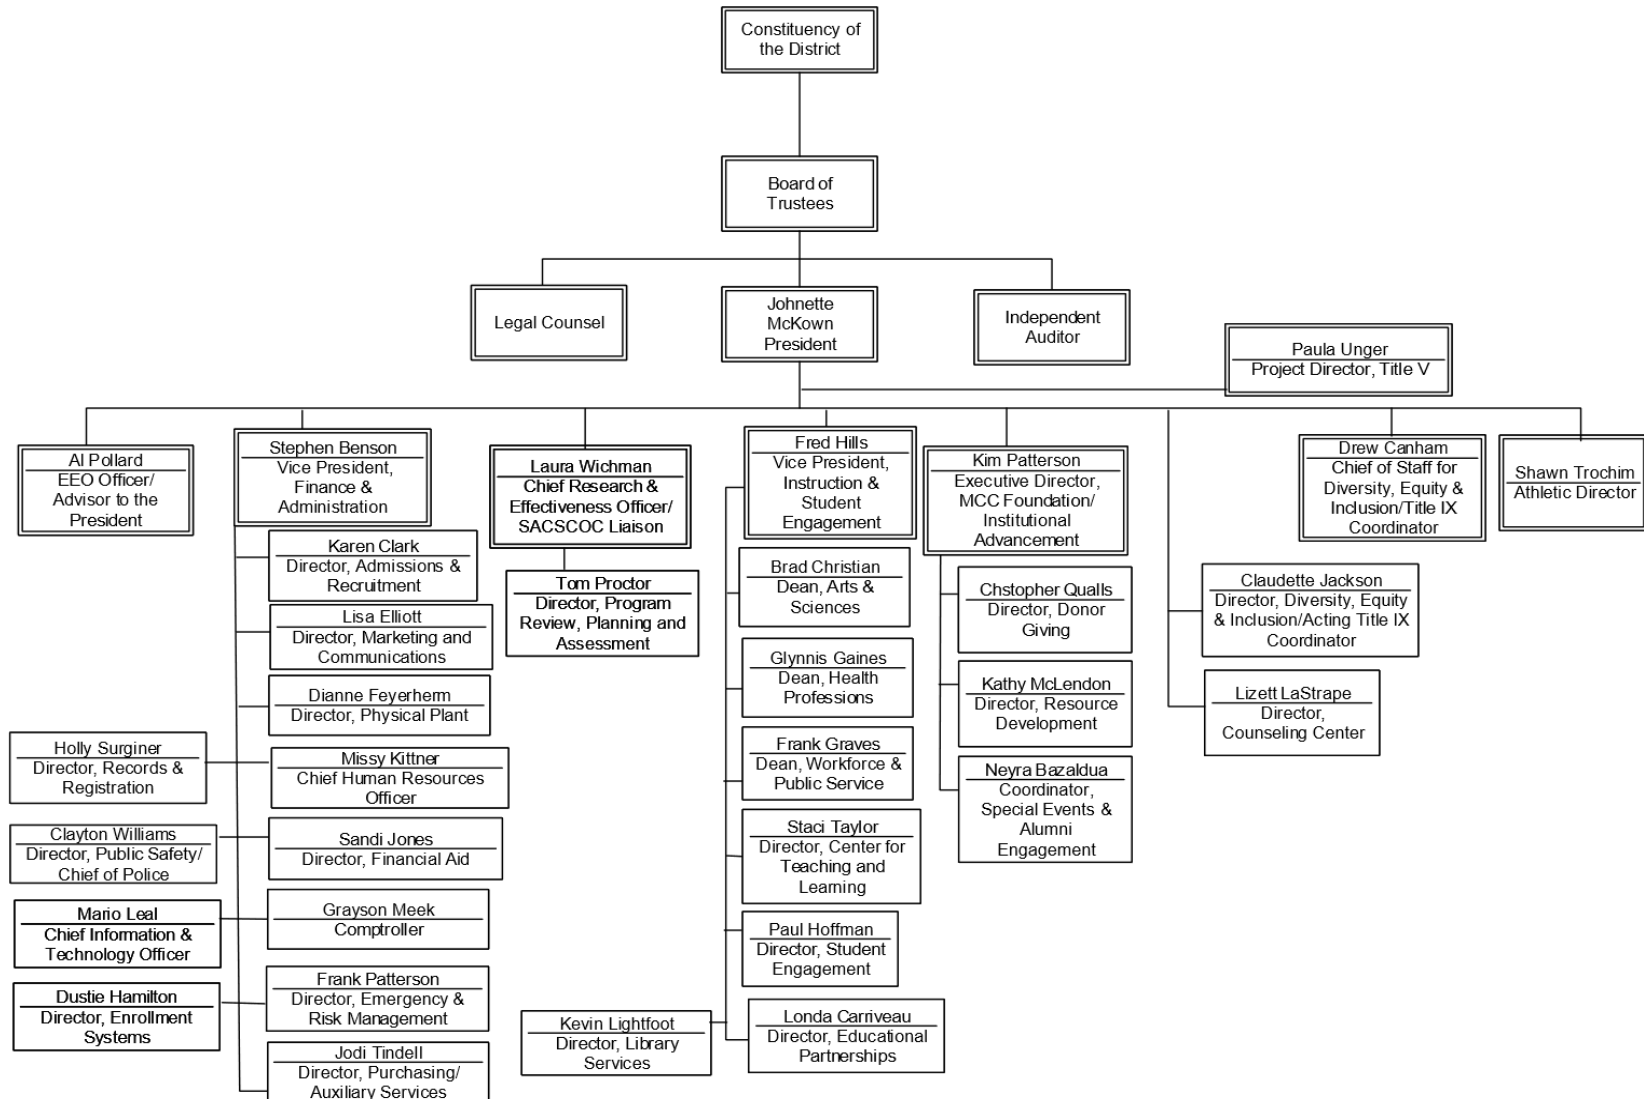 Constituency of
the District
Board of
Trustees
Legal Counsel
Johnette
McKown
President
Independent
Auditor
Paula Unger
Project Director, Title V
Al Pollard
EEO Officer/
Advisor to the
President
Stephen Benson
Vice President,
Finance &
Administration
Karen Clark
Director, Admissions &
Recruitment
Lisa Elliott
Director, Marketing and
Communications
Dianne Feyerherm
Director, Physical Plant
Holly Surginer
Director, Records &
Registration
Missy Kittner
Chief Human Resources
Officer
Clayton Williams
Director, Public Safety/
Chief of Police
Sandi Jones
Director, Financial Aid
Mario Leal
Chief Information &
Technology Officer
Grayson Meek
Comptroller
Dustie Hamilton
Director, Enrollment
Systems
Frank Patterson
Director, Emergency &
Risk Management
Jodi Tindell
Director, Purchasing/
Auxiliary Services
Laura Wichman
Chief Research &
Effectiveness Officer/
SACSCOC Liaison
Tom Proctor
Director, Program
Review, Planning and
Assessment
Fred Hills
Vice President,
Instruction &
Student
Engagement
Brad Christian
Dean, Arts &
Sciences
Glynnis Gaines
Dean, Health
Professions
Frank Graves
Dean, Workforce &
Public Service
Staci Taylor
Director, Center for
Teaching and
Learning
Paul Hoffman
Director, Student
Engagement
Kevin Lightfoot
Director, Library
Services
Londa Carriveau
Director, Educational
Partnerships
Kim Patterson
Executive Director,
MCC Foundation/
Institutional
Advancement
Chstopher Qualls
Director, Donor
Giving
Kathy McLendon
Director, Resource
Development
Neyra Bazaldua
Coordinator,
Special Events &
Alumni
Engagement
Claudette Jackson
Director, Diversity, Equity
& Inclusion/Acting Title IX
Coordinator
Lizett LaStrape
Director,
Counseling Center
Drew Canham
Chief of Staff for
Diversity, Equity &
Inclusion/Title IX
Coordinator
Shawn Trochim
Athletic Director